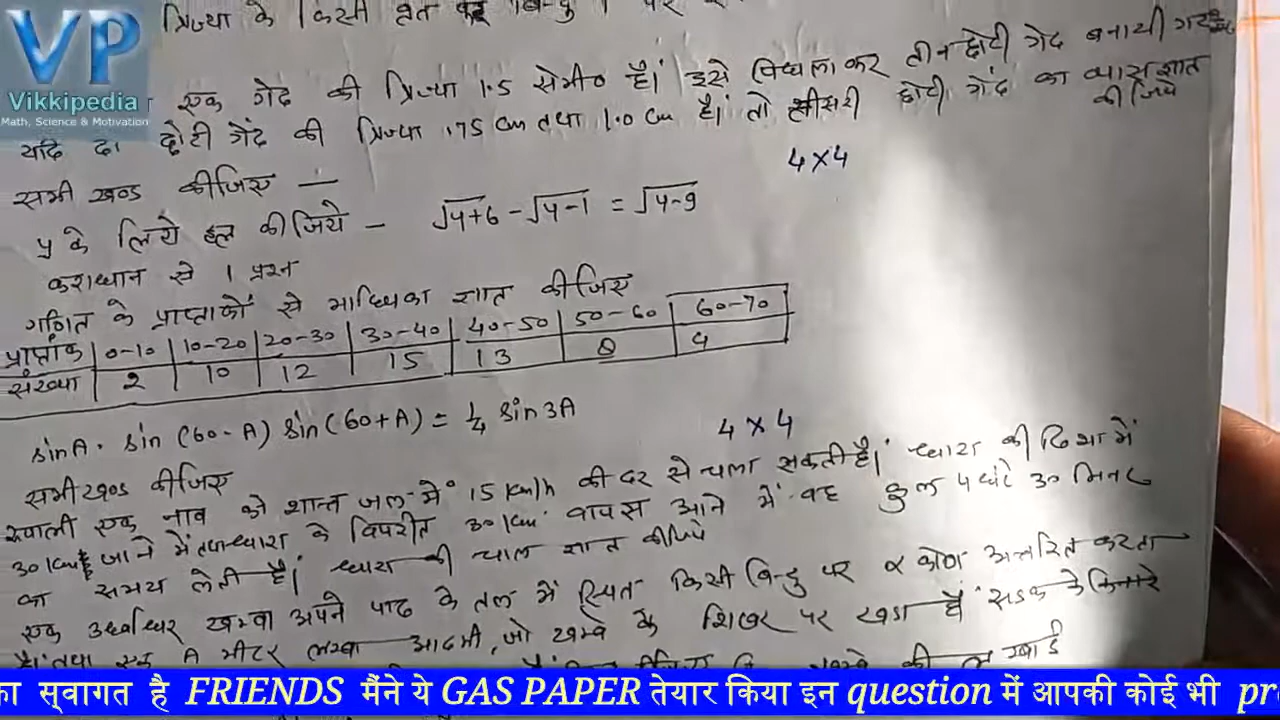 त्रिज्या के किसी वृत पर बिन्दु
VP
Vikkipedia
Math, Science & Motivation
एक गेंद की त्रिज्या 1.5 सेमी० है। इसे पिघलाकर तीन छोटी गेंद बनायी गई
यदि दो छोटी गेंद की त्रिज्या .75 cm तथा 1.0 cm है। तो तीसरी छोटी गेंद का व्यास ज्ञात कीजिये
सभी खण्ड कीजिए — 4×4
y के लिये हल कीजिये - √y+6 - √y-1 = √y-9
कराधान से 1 प्रश्न
गणित के प्राप्ताकों से माध्यिका ज्ञात कीजिए
प्राप्तांक 0-10 10-20 20-30 30-40 40-50 50-60 60-70
संख्या 2 10 12 15 13 8 4
sinA. sin (60-A) sin (60+A) = 1/4 sin 3A
सभी खण्ड कीजिए 4×4
रुपाली एक नाव को शान्त जल में 15 km/h की दर से चला सकती है। धारा की दिशा में
30 km जाने में तथा धारा के विपरीत 30 km वापस आने में वह कुल 4 घंटे 30 मिनट
का समय लेती है। धारा की चाल ज्ञात कीजिये
एक उर्ध्वाधर खम्बा अपने पाद के तल में स्थित किसी बिन्दु पर α कोण अन्तरित करता
है। तथा एक A मीटर लम्बा आदमी, जो खम्बे के शिखर पर खडा है सडक के किनारे
खम्बे की लम्बाई
का स्वागत है FRIENDS मैंने ये GAS PAPER तेयार किया इन question में आपकी कोई भी pr